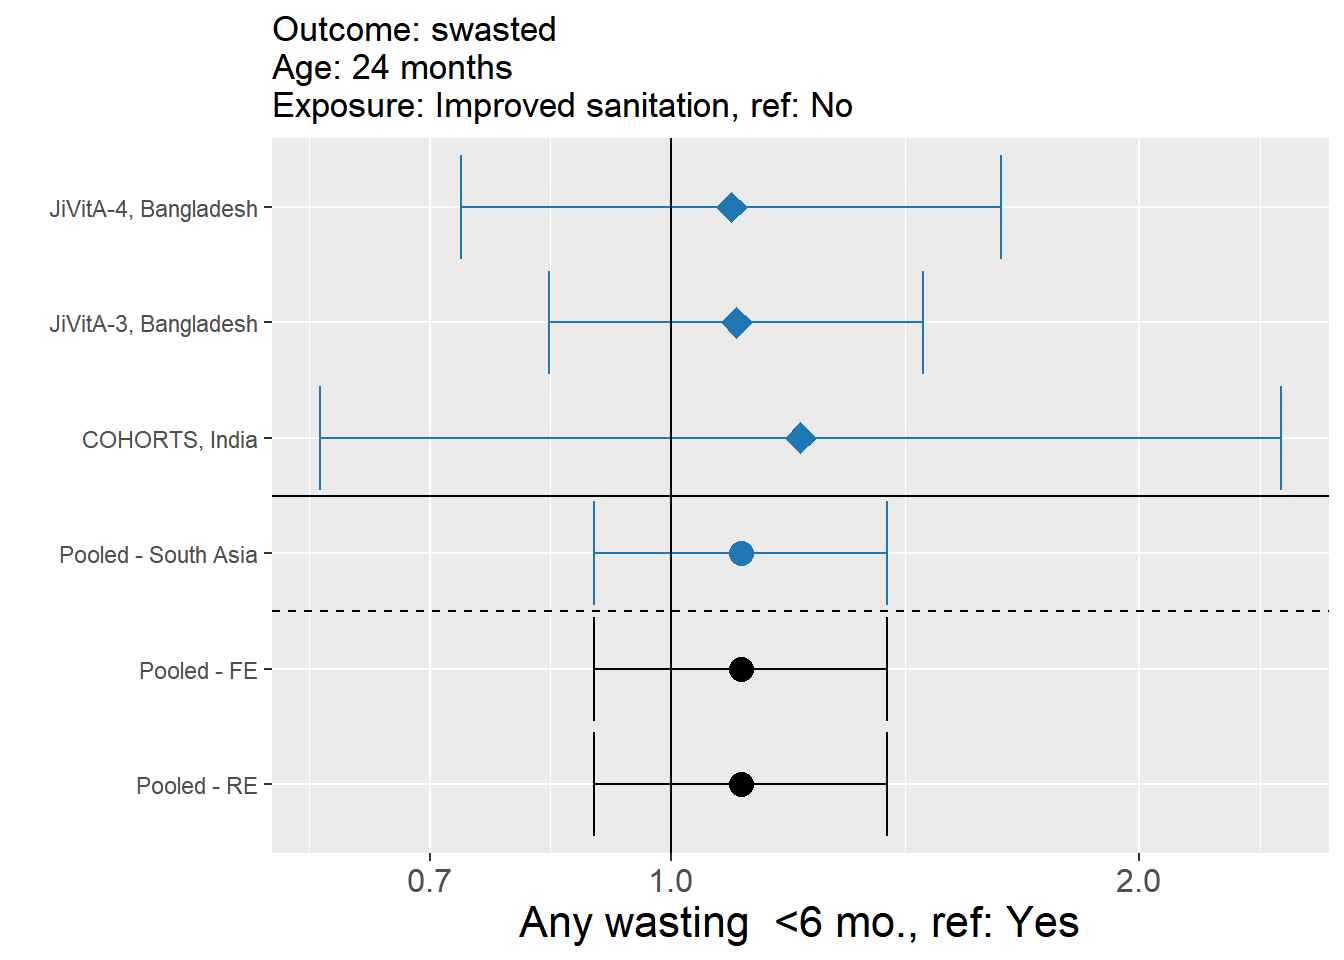 Outcome: swasted
Age: 24 months
Exposure: Improved sanitation, ref: No
JiVitA-4, Bangladesh
JiVitA-3, Bangladesh
COHORTS, India
Pooled - South Asia
Pooled - FE
Pooled - RE
0.7 1.0 2.0
Any wasting  <6 mo., ref: Yes